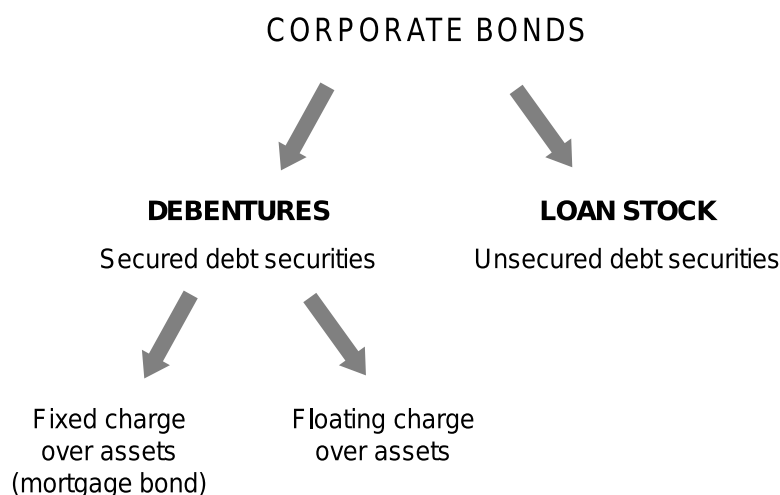 CORPORATE BONDS
DEBENTURES
Secured debt securities
LOAN STOCK
Unsecured debt securities
Fixed charge
over assets
(mortgage bond)
Floating charge
over assets